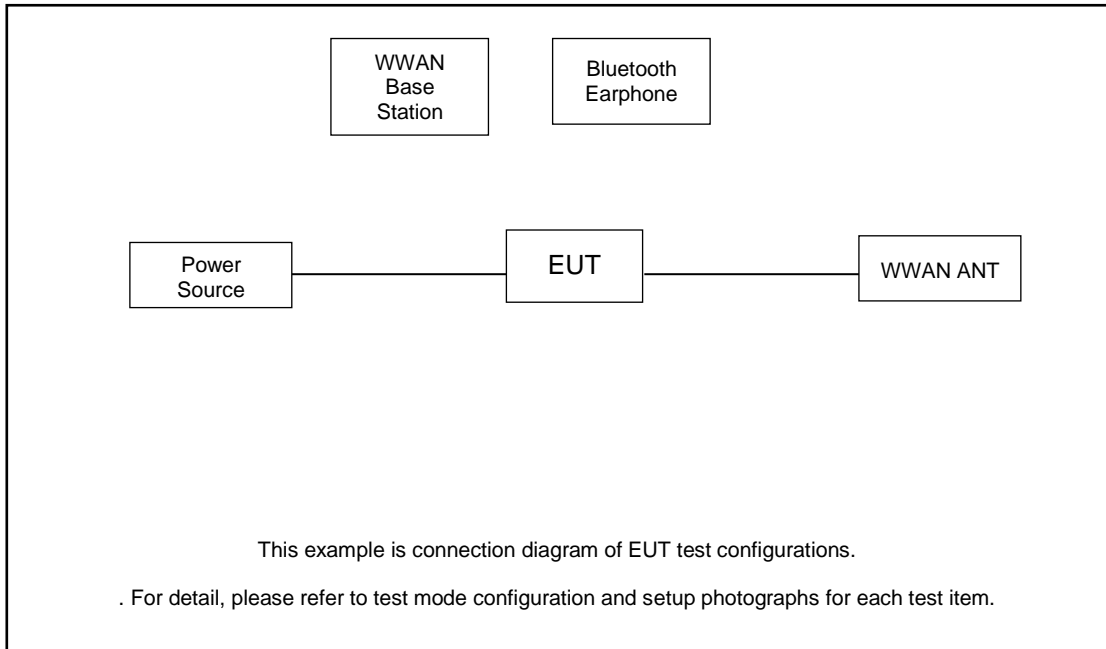 WWAN
Base
Station
Bluetooth
Earphone
Power
Source
EUT
WWAN ANT
This example is connection diagram of EUT test configurations.
. For detail, please refer to test mode configuration and setup photographs for each test item.